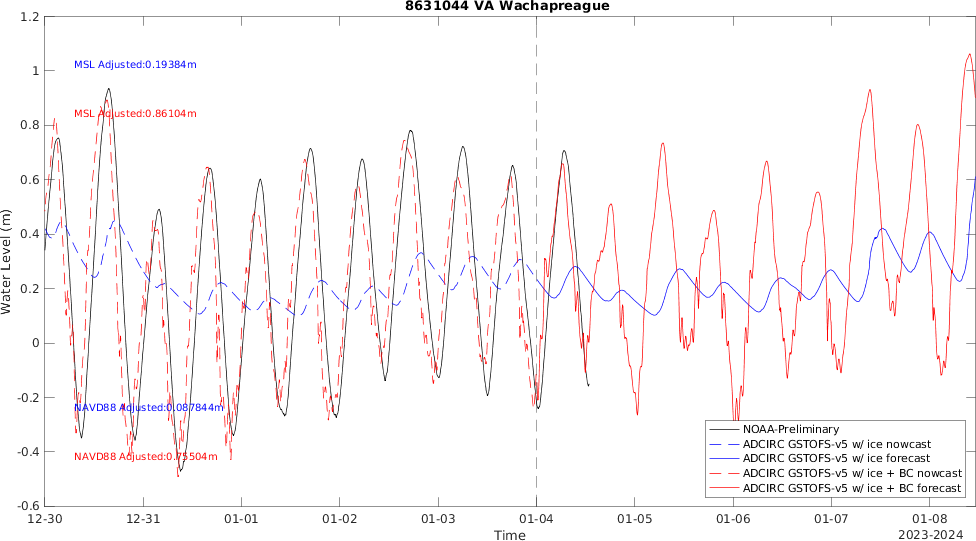 8631044 VA Wachapreague
Water Level (m)
1.2
1
0.8
0.6
0.4
0.2
0
-0.2
-0.4
-0.6
MSL Adjusted:0.19384m
MSL Adjusted:0.86104m
NAVD88 Adjusted:0.087844m
NAVD88 Adjusted:0.75504m
NOAA-Preliminary
ADCIRC GSTOFS-v5 w/ ice nowcast
ADCIRC GSTOFS-v5 w/ ice forecast
ADCIRC GSTOFS-v5 w/ ice + BC nowcast
ADCIRC GSTOFS-v5 w/ ice + BC forecast
12-30 12-31 01-01 01-02 01-03 01-04 01-05 01-06 01-07 01-08
Time
2023-2024